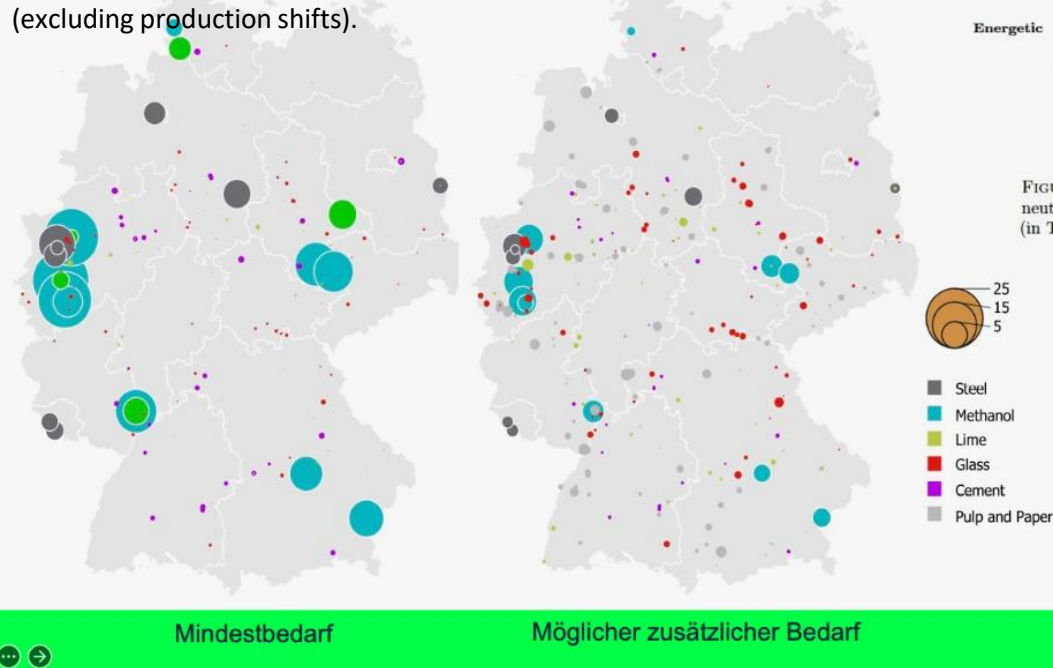 (excluding production shifts).
Energetic
FIGU
neut
(in T
25
15
5
Steel
Methanol
Lime
Glass
Cement
Pulp and Paper
Mindestbedarf
Möglicher zusätzlicher Bedarf